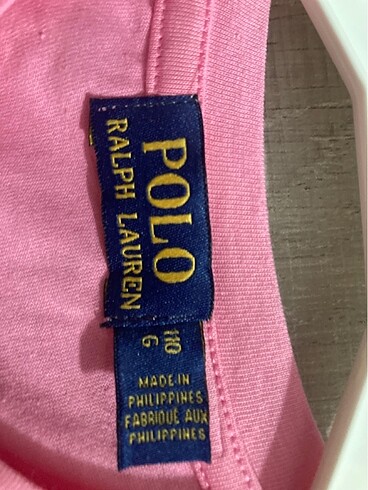 POLO
RALPH LAUREN
110
6
MADE IN
PHILIPPINES
FABRIQUÉ AUX
PHILIPPINES